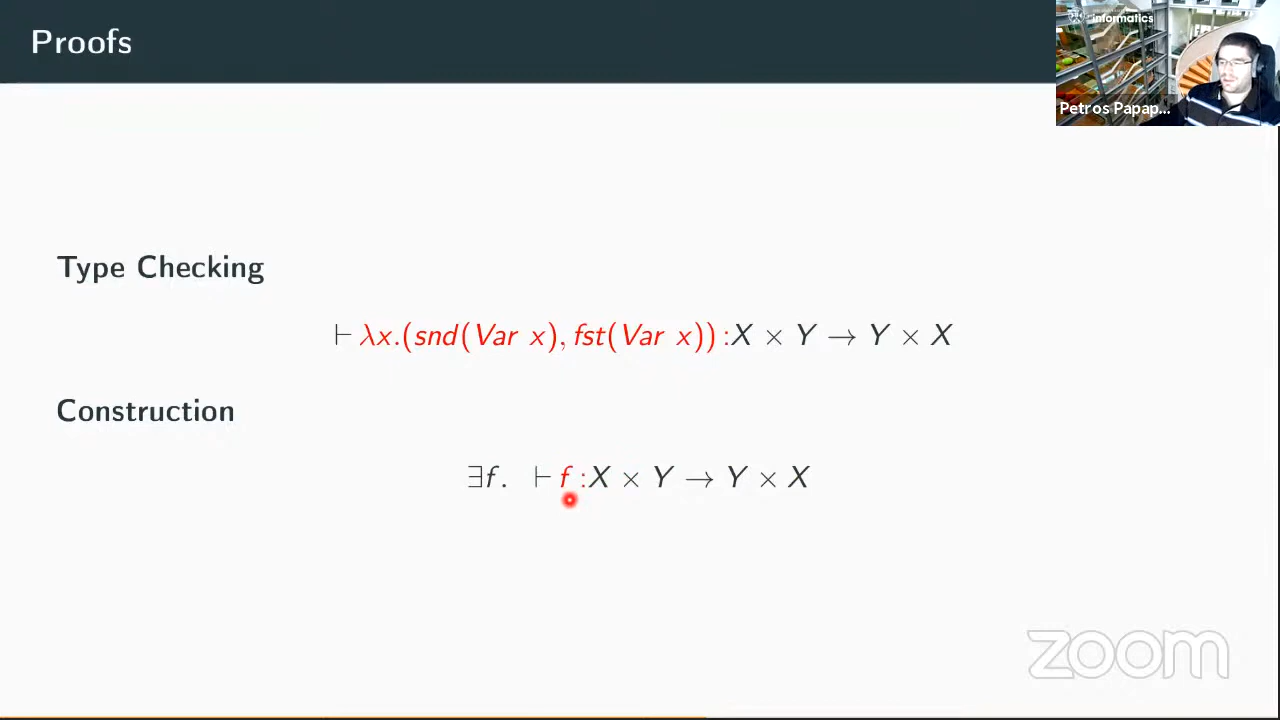 Proofs
informatics
Petros Papap...
Type Checking
⊢ λx.(snd(Var x), fst(Var x)) :X × Y → Y × X
Construction
∃f. ⊢ f :X × Y → Y × X
zoom